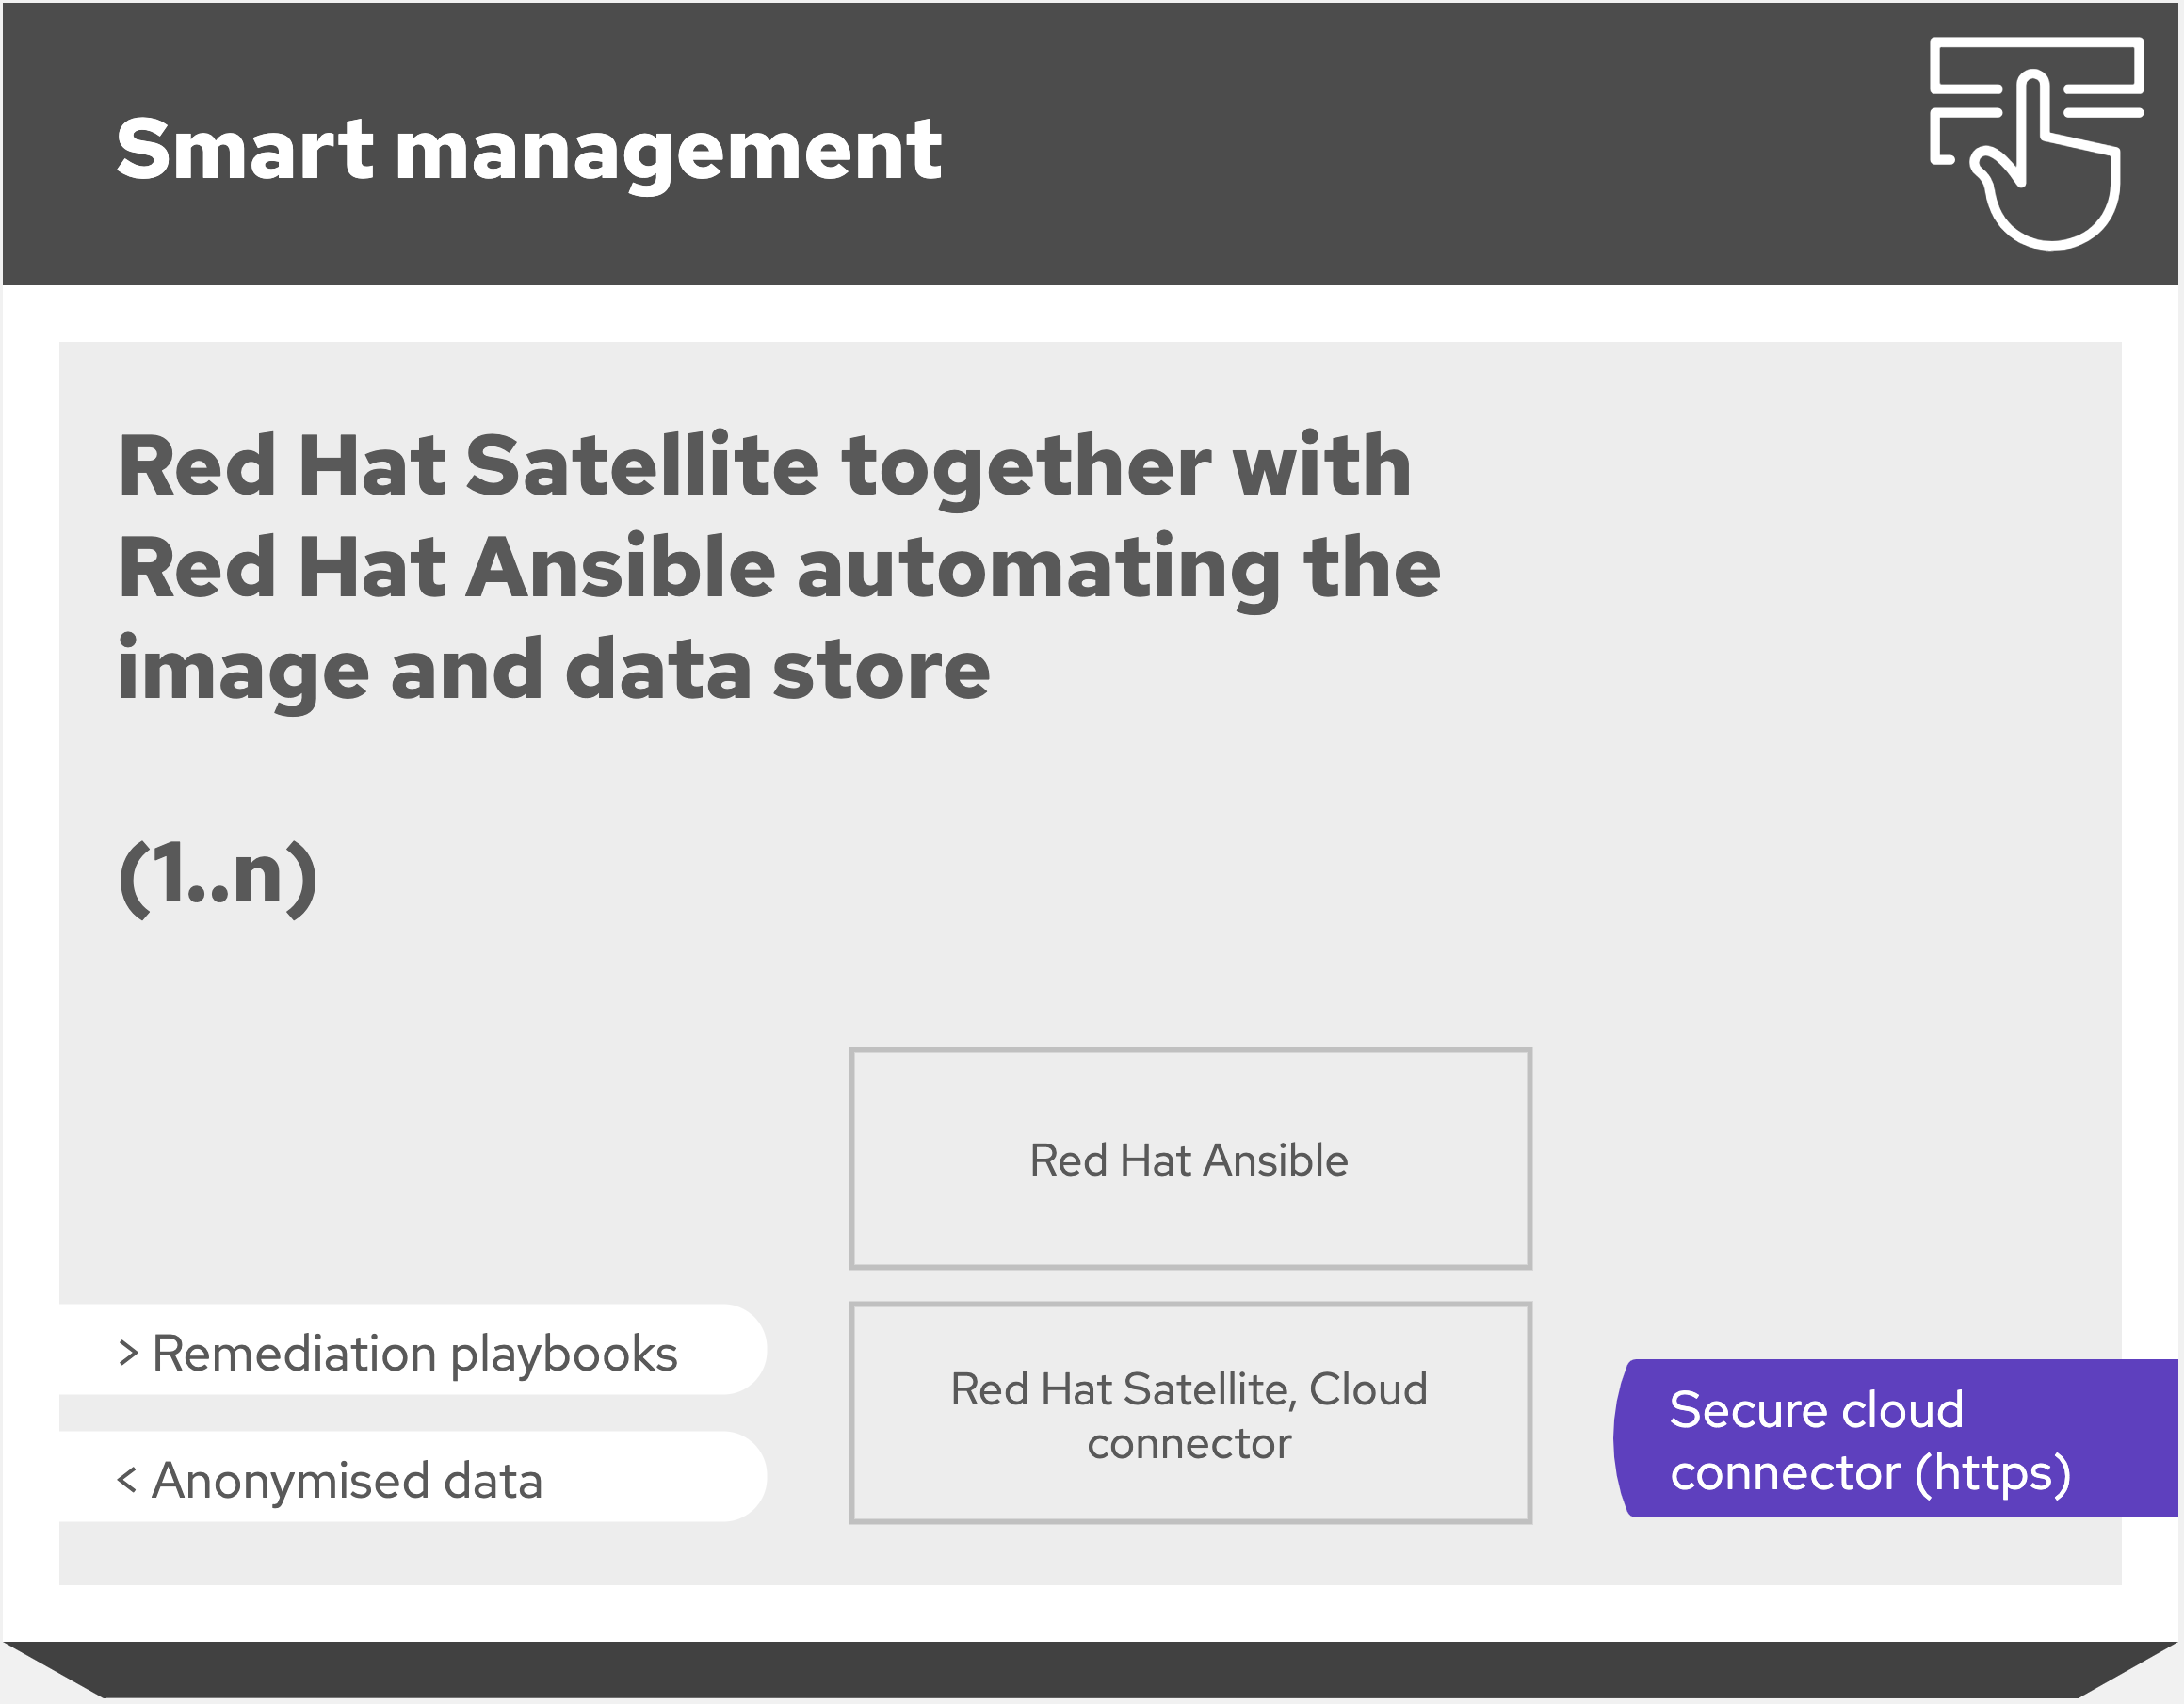 Smart management
Red Hat Satellite together with
Red Hat Ansible automating the
image and data store
(1..n)
Red Hat Ansible
> Remediation playbooks
< Anonymised data
Red Hat Satellite, Cloud
connector
Secure cloud
connector (https)